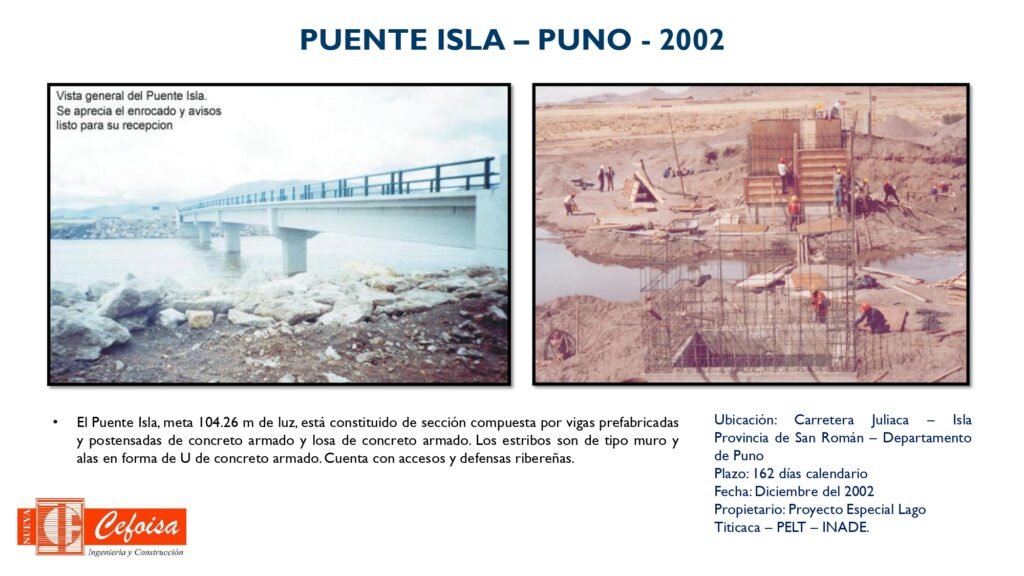 PUENTE ISLA – PUNO - 2002
Vista general del Puente Isla.
Se aprecia el enrocado y avisos
listo para su recepcion
• El Puente Isla, meta 104.26 m de luz, está constituido de sección compuesta por vigas prefabricadas
y postensadas de concreto armado y losa de concreto armado. Los estribos son de tipo muro y
alas en forma de U de concreto armado. Cuenta con accesos y defensas ribereñas.
Ubicación: Carretera Juliaca – Isla
Provincia de San Román – Departamento
de Puno
Plazo: 162 días calendario
Fecha: Diciembre del 2002
Propietario: Proyecto Especial Lago
Titicaca – PELT – INADE.
NUEVA
Cefoisa
Ingeniería y Construcción